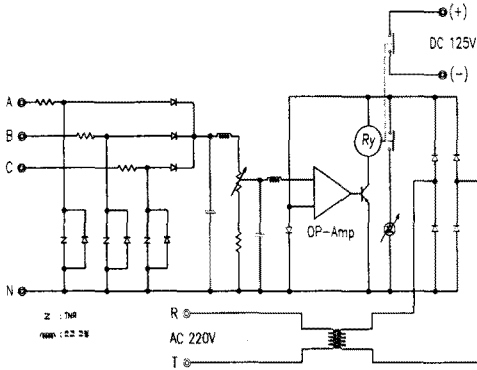 (+)
DC 125V
(-)
A
B
C
Ry
OP-Amp
N
Z : TNR
R
AC 220V
T